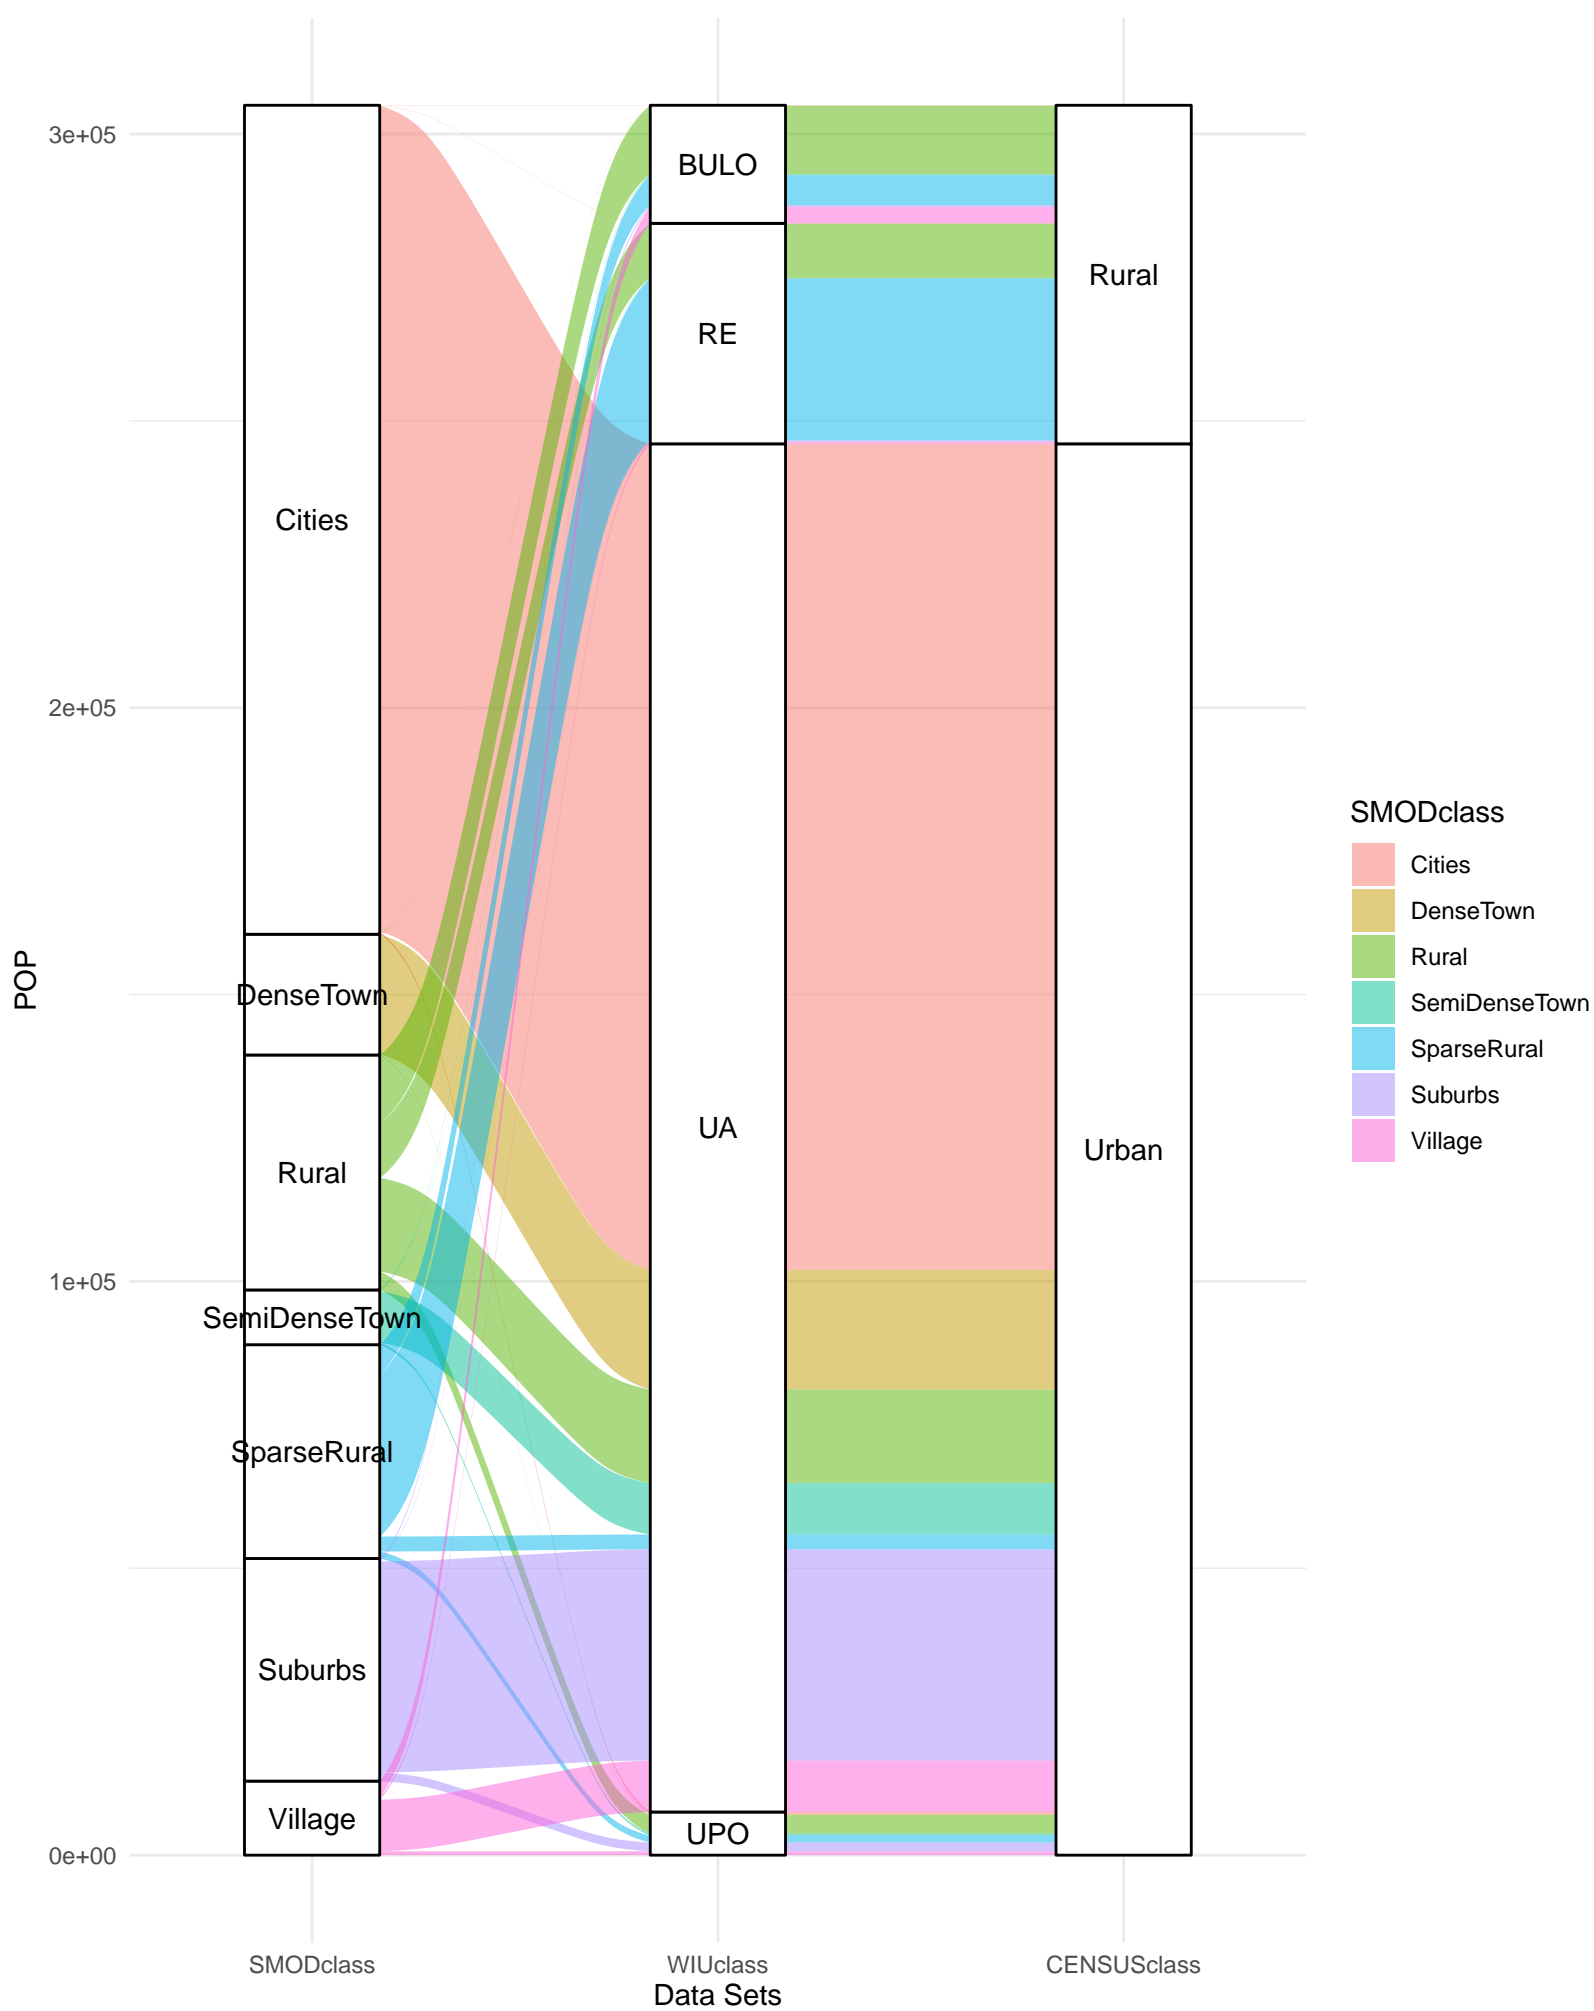 3e+05
2e+05
1e+05
0e+00
POP
Cities
DenseTown
Rural
SemiDenseTown
SparseRural
Suburbs
Village
BULO
RE
UA
UPO
Rural
Urban
SMODclass
WIUclass
CENSUSclass
Data Sets
SMODclass
Cities
DenseTown
Rural
SemiDenseTown
SparseRural
Suburbs
Village